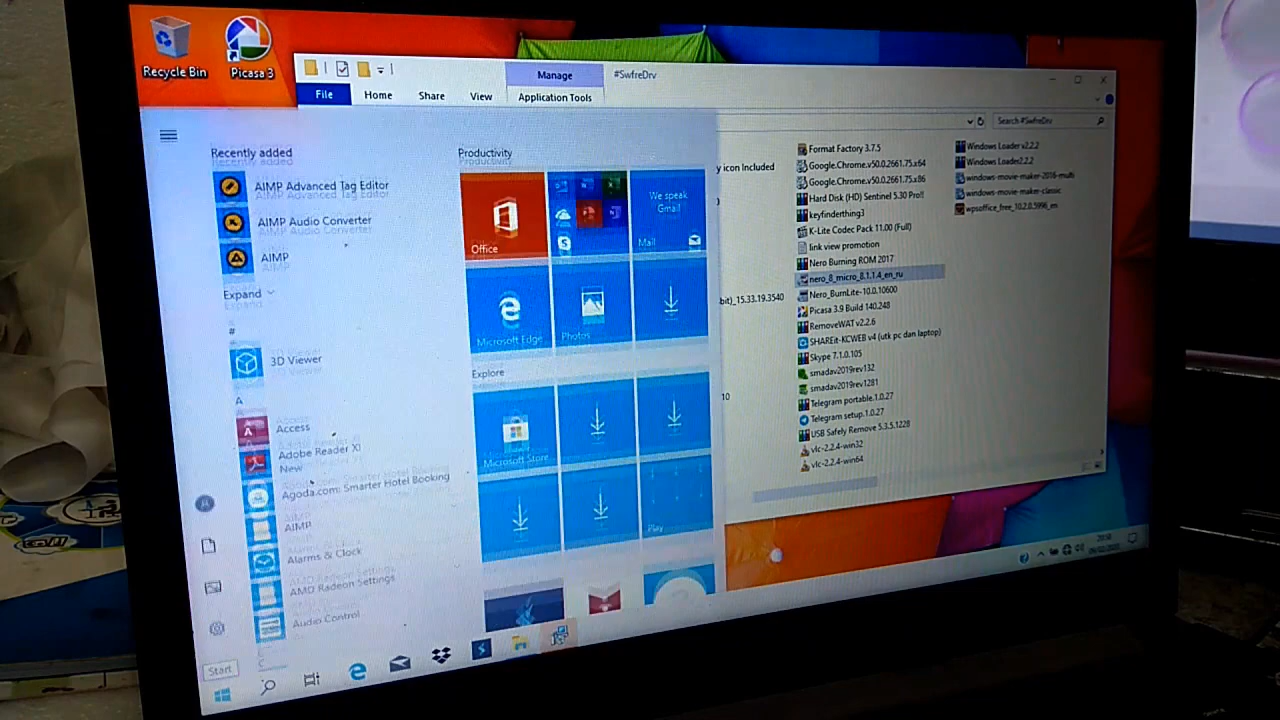 Recycle Bin
Picasa 3
Manage
#SwfreDrv
File
Home
Share
View
Application Tools
Search #SwfreDrv
Recently added
AIMP Advanced Tag Editor
AIMP Audio Converter
AIMP
Expand
#
3D Viewer
A
Access
Adobe Reader XI
New
Agoda.com: Smarter Hotel Booking
AIMP
Alarms & Clock
AMD Radeon Settings
Audio Control
C
Start
Productivity
Office
We speak
Gmail
Mail
Microsoft Edge
Photos
Explore
Microsoft Store
Play
y icon Included
bit)_15.33.19.3540
10
Format Factory 3.7.5
Google.Chrome.v50.0.2661.75.x64
Google.Chrome.v50.0.2661.75.x86
Hard Disk (HD) Sentinel 5.30 Pro!!
keyfinderthing3
K-Lite Codec Pack 11.00 (Full)
link view promotion
Nero Burning ROM 2017
nero_8_micro_8.1.1.4_en_ru
Nero_BurnLite-10.0.10600
Picasa 3.9 Build 140.248
RemoveWAT v2.2.6
SHAREit-KCWEB v4 (utk pc dan laptop)
Skype 7.1.0.105
smadav2019rev132
smadav2019rev1281
Telegram portable.1.0.27
Telegram setup.1.0.27
USB Safely Remove 5.3.5.1228
vlc-2.2.4-win32
vlc-2.2.4-win64
Windows Loader v2.2.2
Windows Loader2.2.2
windows-movie-maker-2016-multi
windows-movie-maker-classic
wpsoffice_free_10.2.0.5996_en